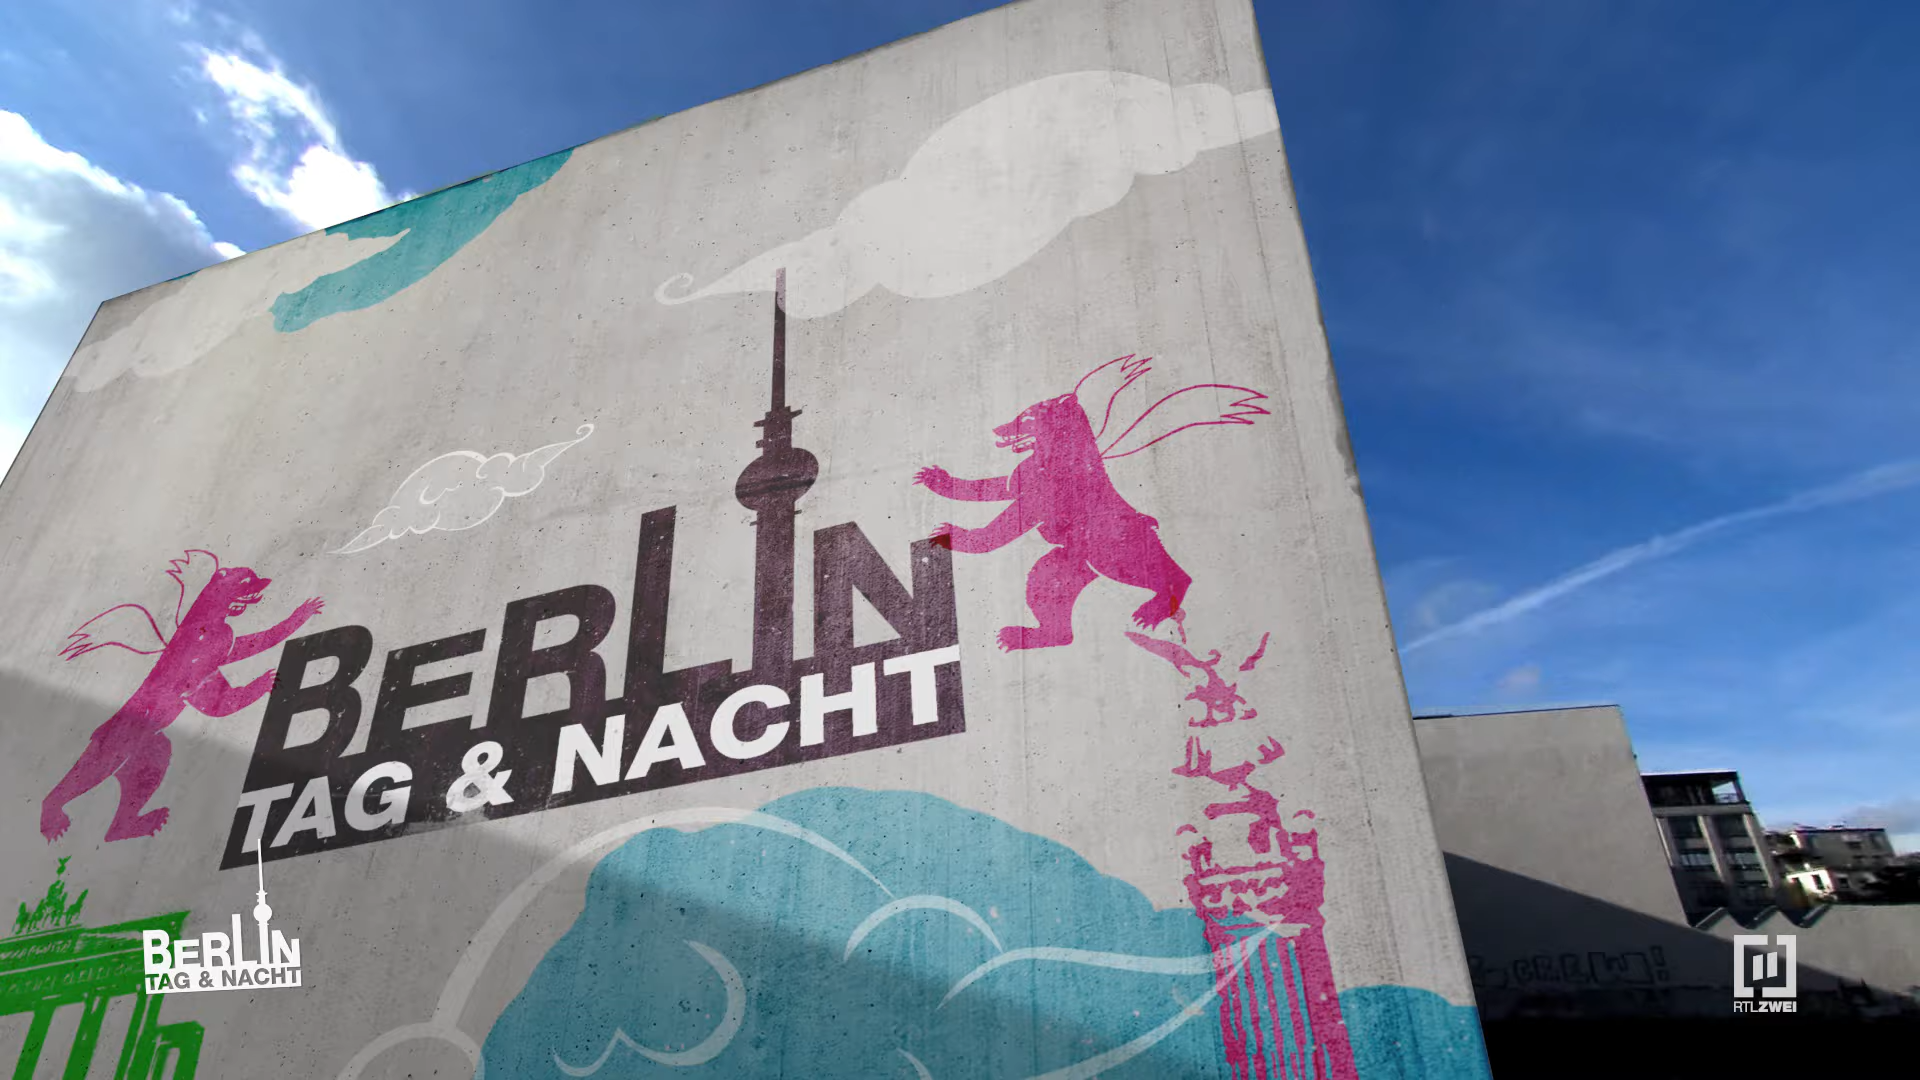 BERLIN
TAG & NACHT
BERLIN
TAG & NACHT
RTLZWEI